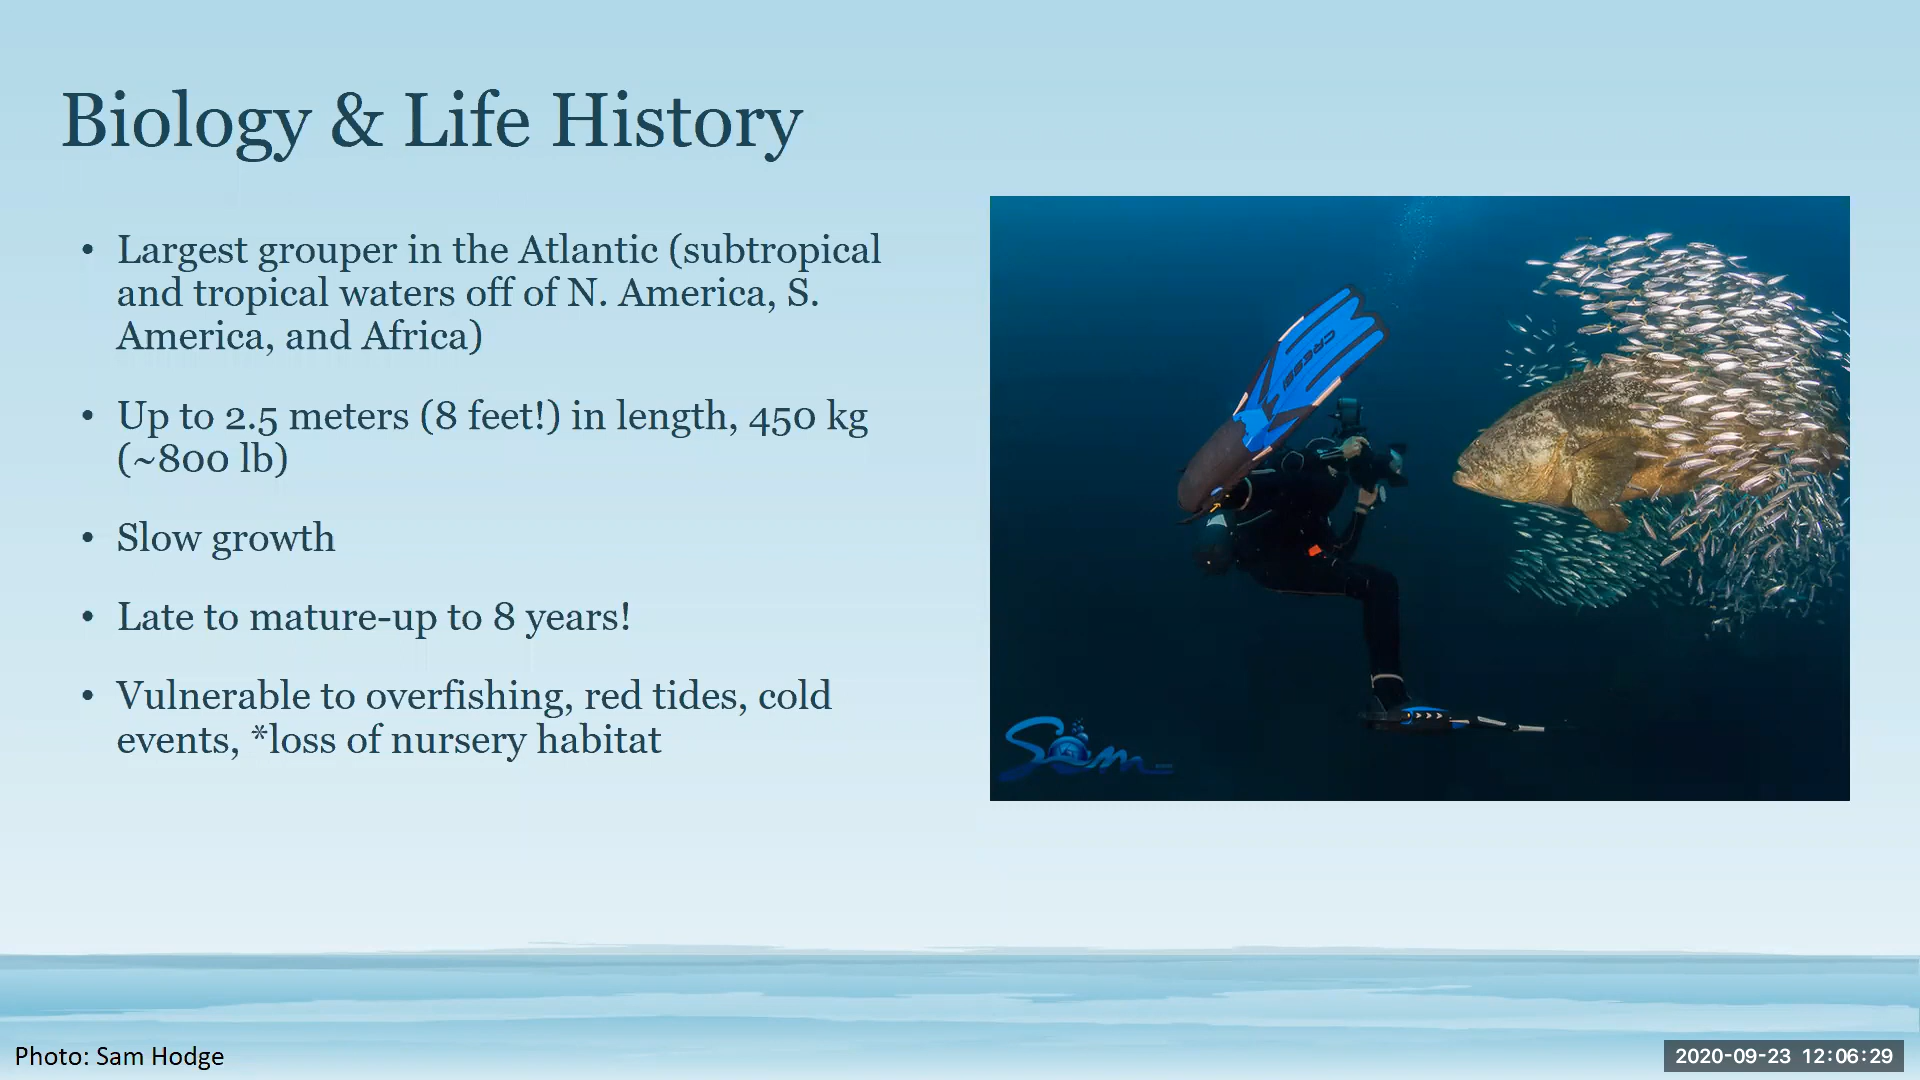 Biology & Life History
• Largest grouper in the Atlantic (subtropical
and tropical waters off of N. America, S.
America, and Africa)
• Up to 2.5 meters (8 feet!) in length, 450 kg
(~800 lb)
• Slow growth
• Late to mature-up to 8 years!
• Vulnerable to overfishing, red tides, cold
events, *loss of nursery habitat
CRESSI
Sam
Photo: Sam Hodge
2020-09-23 12:06:29